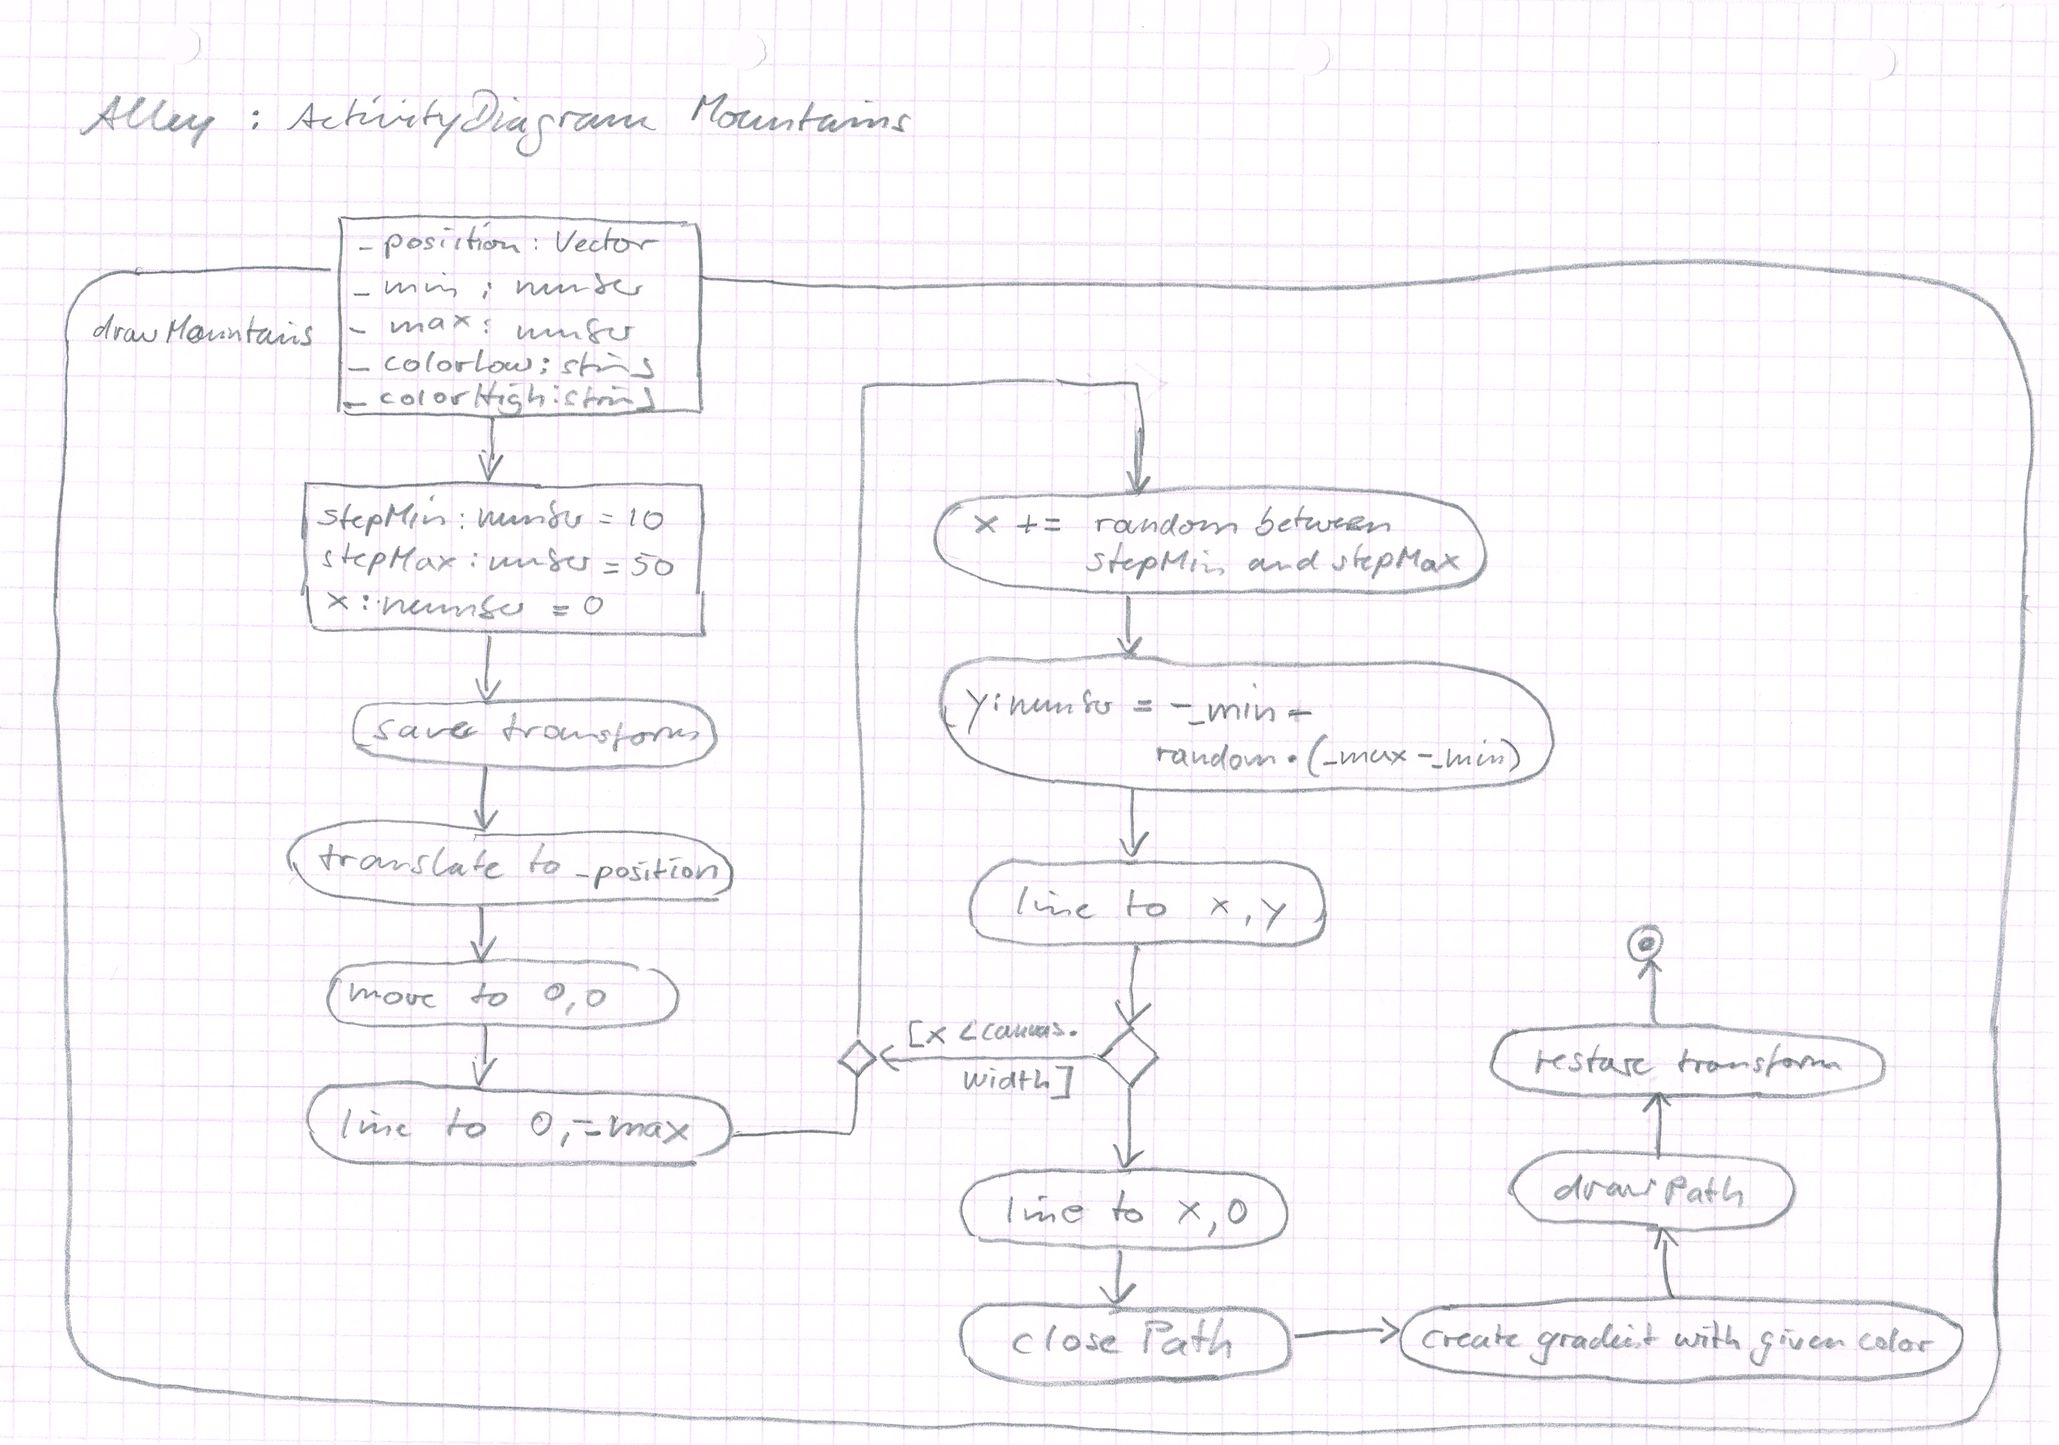 Alley : ActivityDiagram Mountains
drawMountains
_position: Vector
_min : number
_max: number
_colorLow: string
_colorHigh: string
stepMin: number = 10
stepMax: number = 50
x: number = 0
save transform
translate to _position
move to 0,0
line to 0,-_max
x += random between
stepMin and stepMax
y: number = -_min -
random · (_max - _min)
line to x, y
[x < canvas.
width]
line to x, 0
close Path
create gradient with given color
draw Path
restore transform